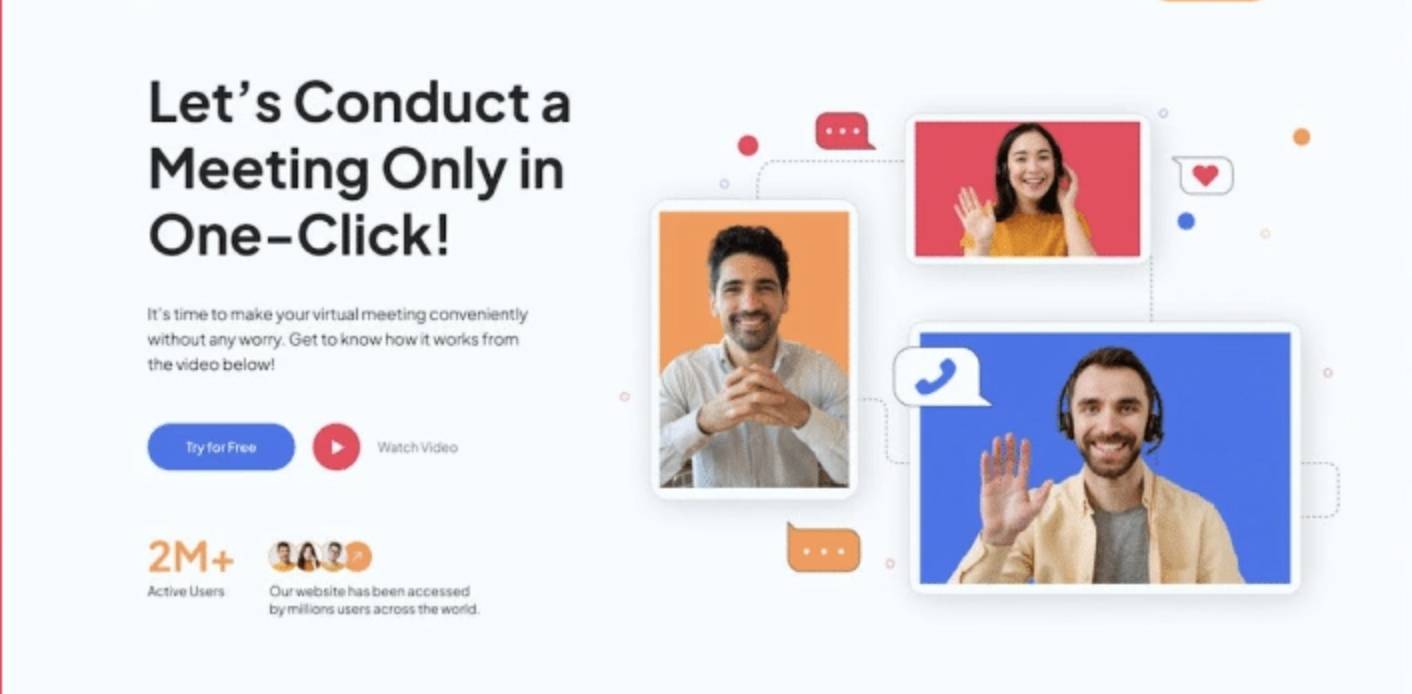 Let’s Conduct a
Meeting Only in
One-Click!
It's time to make your virtual meeting conveniently
without any worry. Get to know how it works from
the video below!
Try for Free
Watch Video
2M+
Active Users
Our website has been accessed
by millions users across the world.